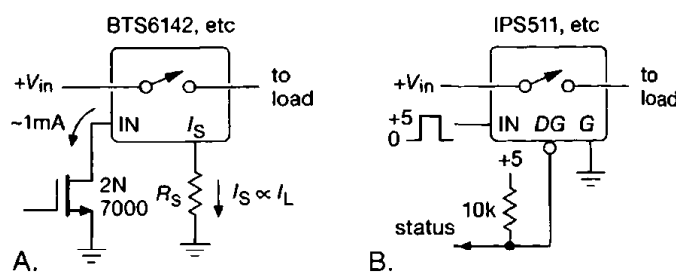 BTS6142, etc
+Vin
to
load
~1mA
IN
IS
2N
7000
RS
IS ∝ IL
A.
IPS511, etc
+Vin
to
load
+5
0
IN DG G
+5
10k
status
B.